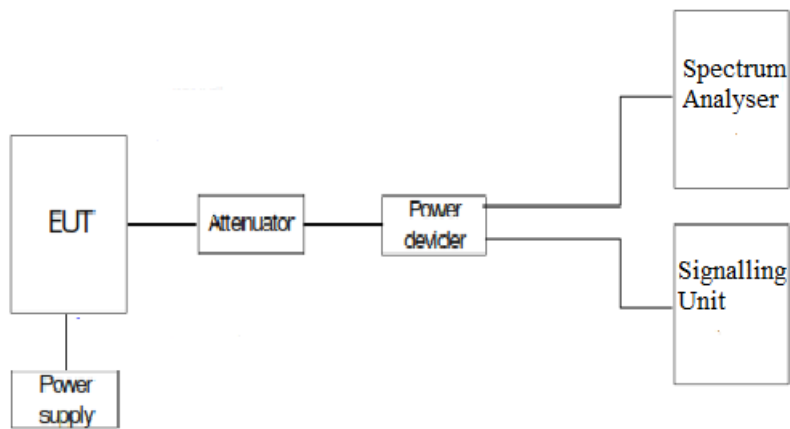 Spectrum
Analyser
EUT
Attenuator
Power
devider
Signalling
Unit
Power
supply